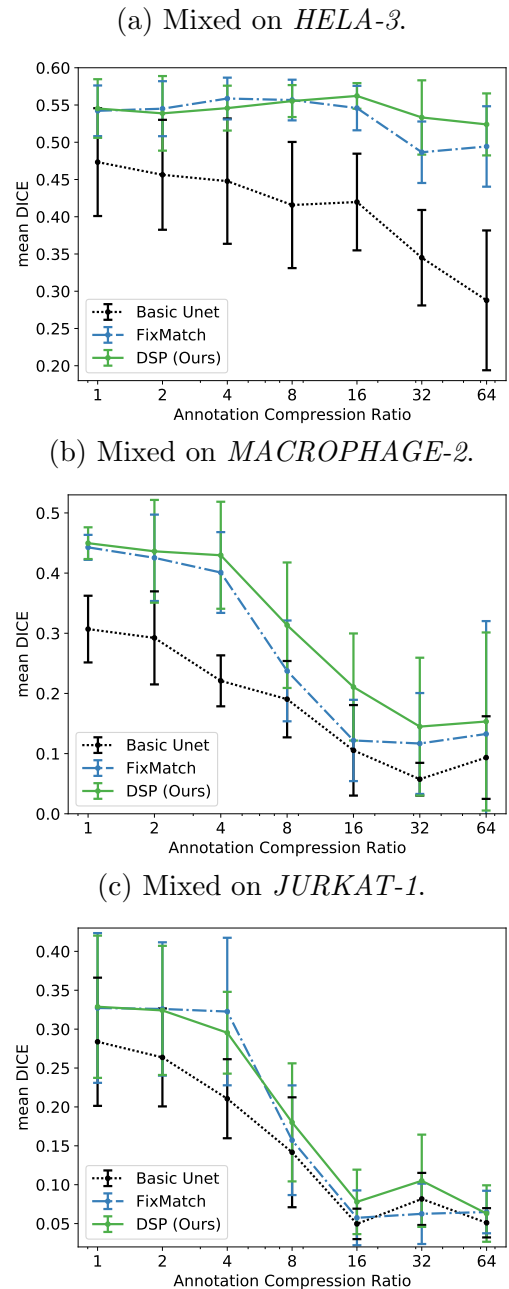 (a) Mixed on HELA-3.
0.60
0.55
0.50
0.45
0.40
0.35
0.30
0.25
0.20
mean DICE
Basic Unet
FixMatch
DSP (Ours)
1 2 4 8 16 32 64
Annotation Compression Ratio
(b) Mixed on MACROPHAGE-2.
0.5
0.4
0.3
0.2
0.1
0.0
mean DICE
Basic Unet
FixMatch
DSP (Ours)
1 2 4 8 16 32 64
Annotation Compression Ratio
(c) Mixed on JURKAT-1.
0.40
0.35
0.30
0.25
0.20
0.15
0.10
0.05
mean DICE
Basic Unet
FixMatch
DSP (Ours)
1 2 4 8 16 32 64
Annotation Compression Ratio